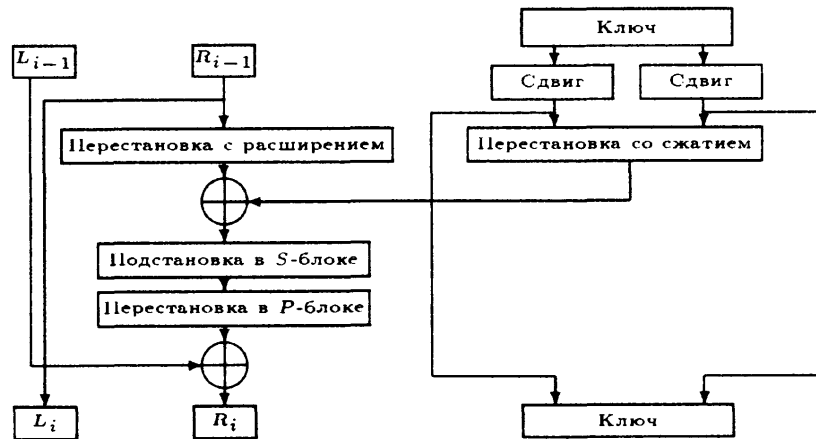 Ключ
L_{i−1}
R_{i−1}
Сдвиг
Сдвиг
Перестановка с расширением
Перестановка со сжатием
Подстановка в S-блоке
Перестановка в P-блоке
L_i
R_i
Ключ